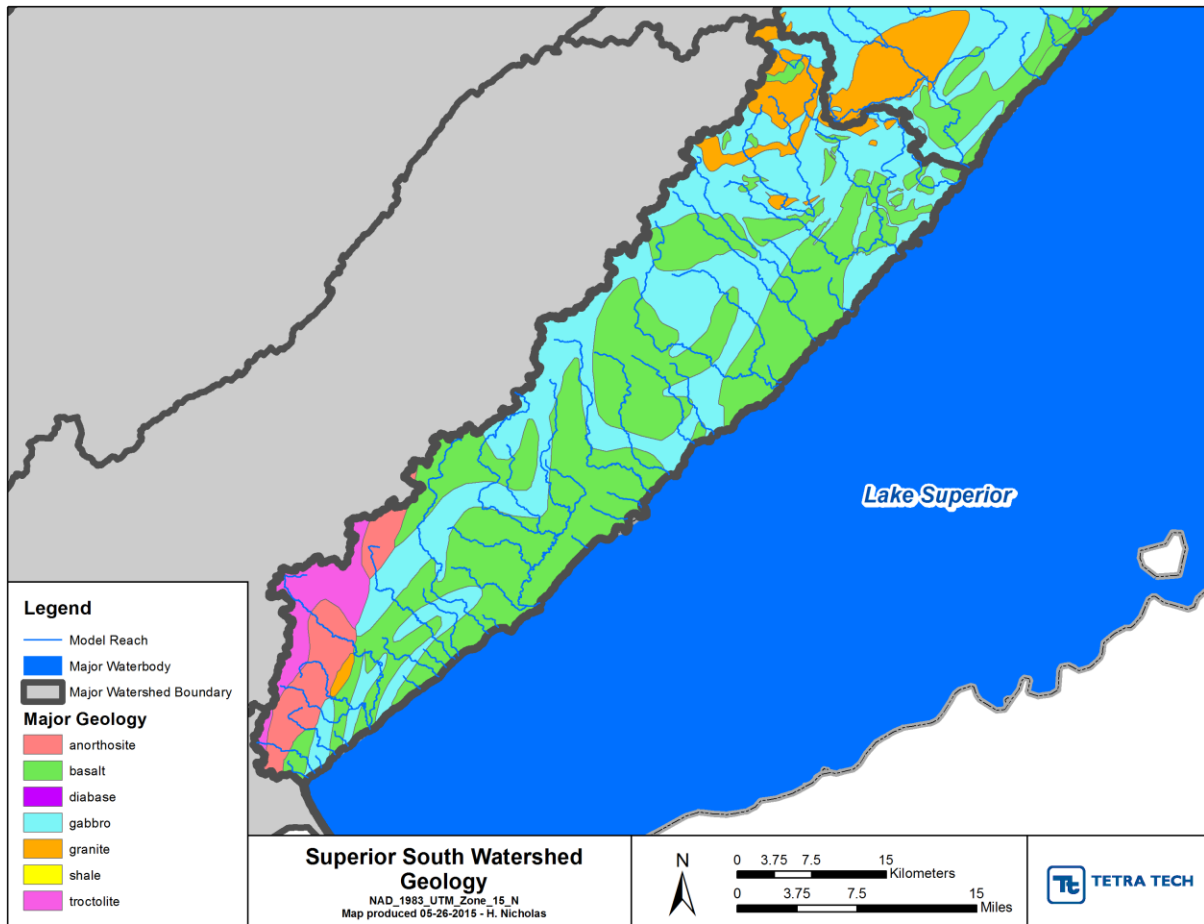 Lake Superior
Legend
Model Reach
Major Waterbody
Major Watershed Boundary
Major Geology
anorthosite
basalt
diabase
gabbro
granite
shale
troctolite
Superior South Watershed
Geology
NAD_1983_UTM_Zone_15_N
Map produced 05-26-2015 - H. Nicholas
N
0 3.75 7.5 15
Kilometers
0 3.75 7.5 15
Miles
Tt TETRA TECH